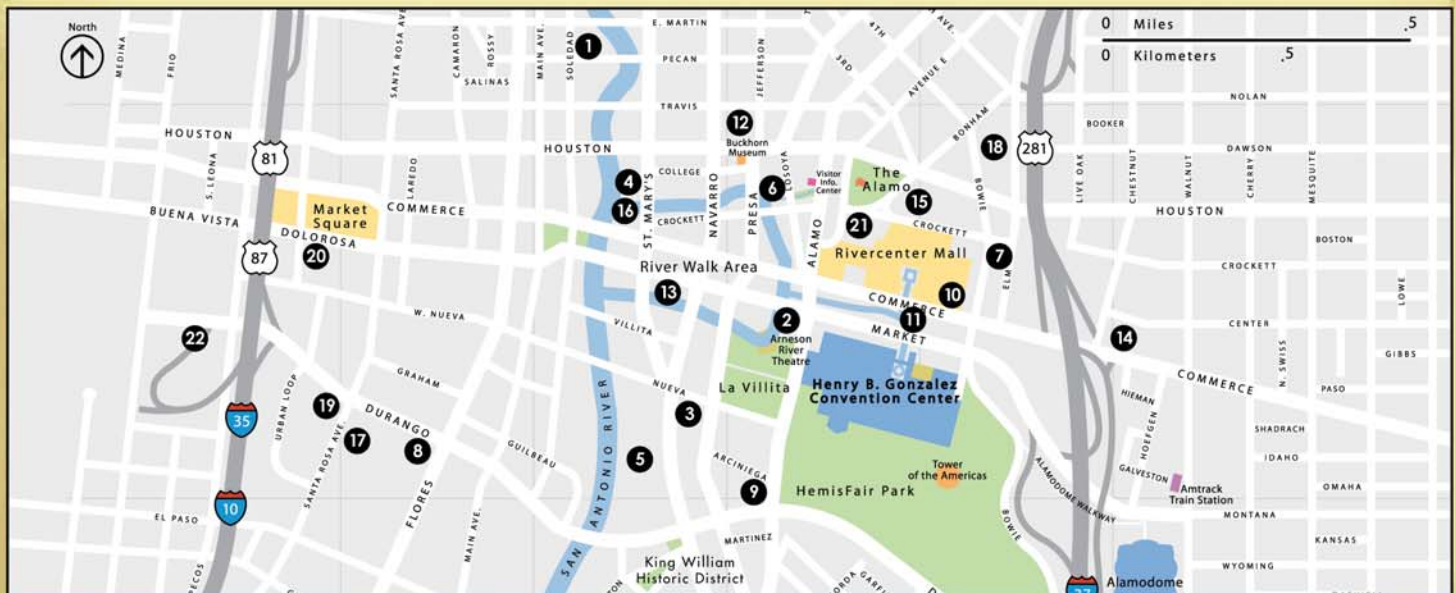 North
MEDINA
FRIO
SANTA ROSA AVE
CAMARON
ROSSY
SALINAS
MAIN AVE.
SOLEDAD
1
E. MARTIN
PECAN
JEFFERSON
4TH
3RD
AVENUE E
0 Miles .5
0 Kilometers .5
TRAVIS
NOLAN
BONHAM
BOOKER
HOUSTON
81
HOUSTON
12
Buckhorn
Museum
18
281
DAWSON
S. LEONA
LAREDO
4
COLLEGE
ST. MARY'S
NAVARRO
PRESA
6
LOSOYA
Visitor
Info.
Center
The
Alamo
15
BOWIE
LIVE OAK
CHESTNUT
WALNUT
CHERRY
MESQUITE
HOUSTON
BUENA VISTA
Market
Square
COMMERCE
16
CROCKETT
21
CROCKETT
DOLOROSA
20
87
ALAMO
Rivercenter Mall
7
ELM
BOSTON
CROCKETT
LOWE
River Walk Area
13
10
COMMERCE
11
MARKET
22
W. NUEVA
VILLITA
2
Arneson
River
Theatre
14
CENTER
N. SWISS
GIBBS
COMMERCE
PASO
GRAHAM
NUEVA
La Villita
Henry B. Gonzalez
Convention Center
HIEMAN
HOEFGEN
35
URBAN LOOP
19
DURANGO
3
17
8
SANTA ROSA AVE.
SHADRACH
GUILBEAU
5
ARCINIEGA
9
Tower
of the Americas
HemisFair Park
IDAHO
GALVESTON
Amtrack
Train Station
OMAHA
ALAMODOME WALKWAY
10
EL PASO
FLORES
MAIN AVE.
SAN ANTONIO RIVER
BOWIE
MONTANA
MARTINEZ
KANSAS
King William
Historic District
WYOMING
Alamodome
37